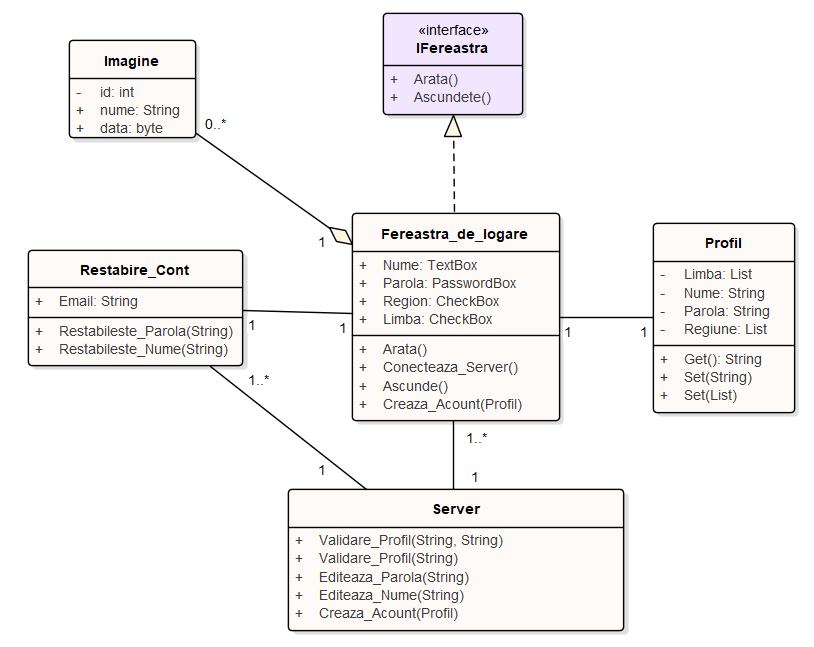 «interface»
IFereastra
+ Arata()
+ Ascundete()
Imagine
- id: int
+ nume: String
+ data: byte
0..*
1
Fereastra_de_logare
+ Nume: TextBox
+ Parola: PasswordBox
+ Region: CheckBox
+ Limba: CheckBox
+ Arata()
+ Conecteaza_Server()
+ Ascunde()
+ Creaza_Acount(Profil)
Profil
- Limba: List
- Nume: String
- Parola: String
- Regiune: List
+ Get(): String
+ Set(String)
+ Set(List)
Restabire_Cont
+ Email: String
+ Restabileste_Parola(String)
+ Restabileste_Nume(String)
1
1
1
1
1..*
1
1..*
1
Server
+ Validare_Profil(String, String)
+ Validare_Profil(String)
+ Editeaza_Parola(String)
+ Editeaza_Nume(String)
+ Creaza_Acount(Profil)